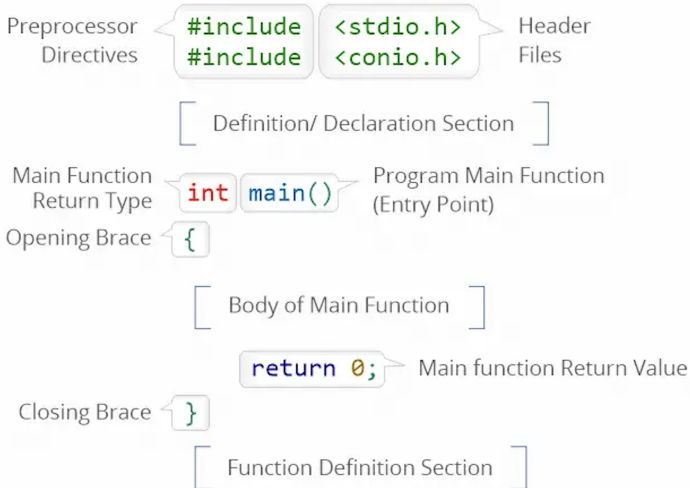 Preprocessor #include <stdio.h> Header
Directives #include <conio.h> Files
Definition/ Declaration Section
Main Function
Return Type int main() Program Main Function
(Entry Point)
Opening Brace {
Body of Main Function
return 0; Main function Return Value
Closing Brace }
Function Definition Section